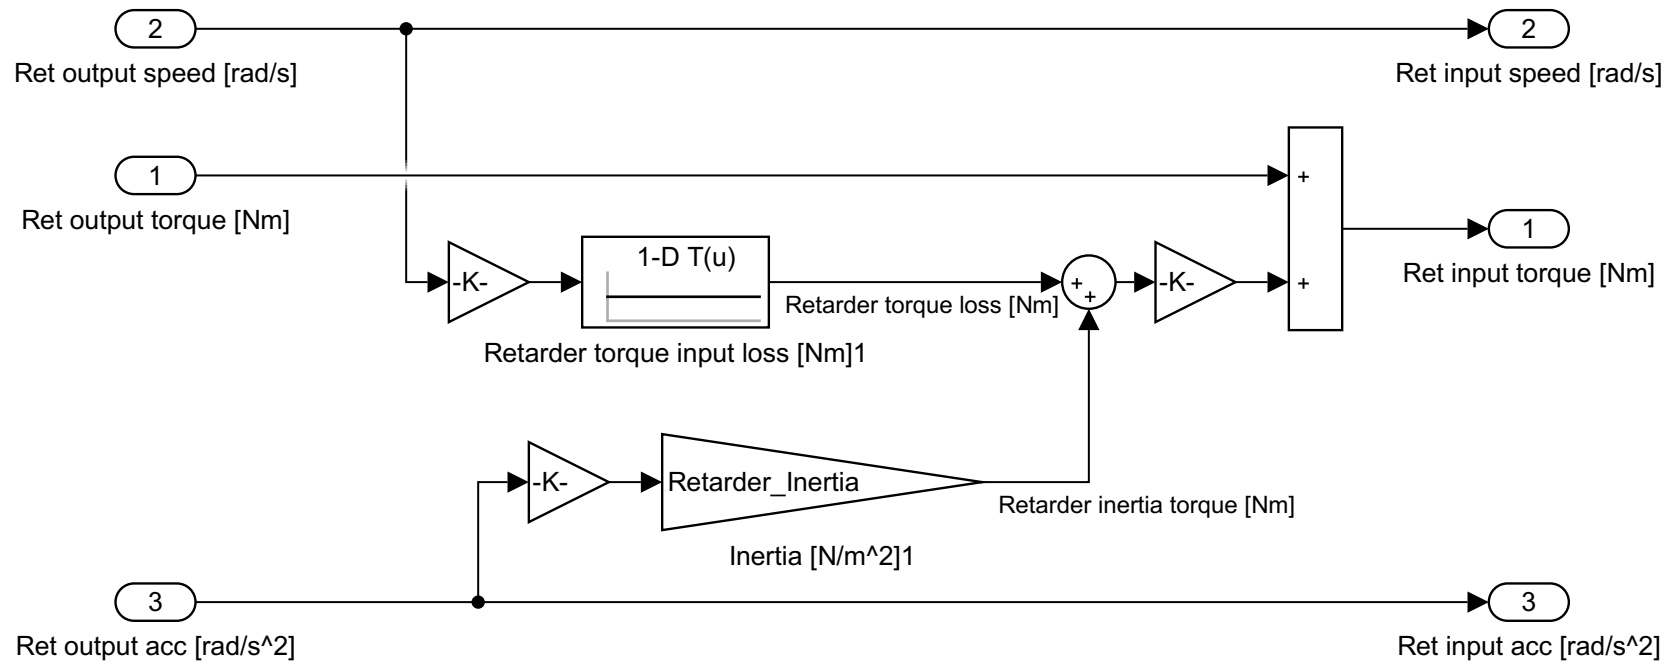 2
2
Ret output speed [rad/s]
Ret input speed [rad/s]
1
+
Ret output torque [Nm]
1
1-D T(u)
Ret input torque [Nm]
-K-
+
+
-K-
+
Retarder torque loss [Nm]
Retarder torque input loss [Nm]1
-K-
Retarder_Inertia
Retarder inertia torque [Nm]
Inertia [N/m^2]1
3
3
Ret output acc [rad/s^2]
Ret input acc [rad/s^2]